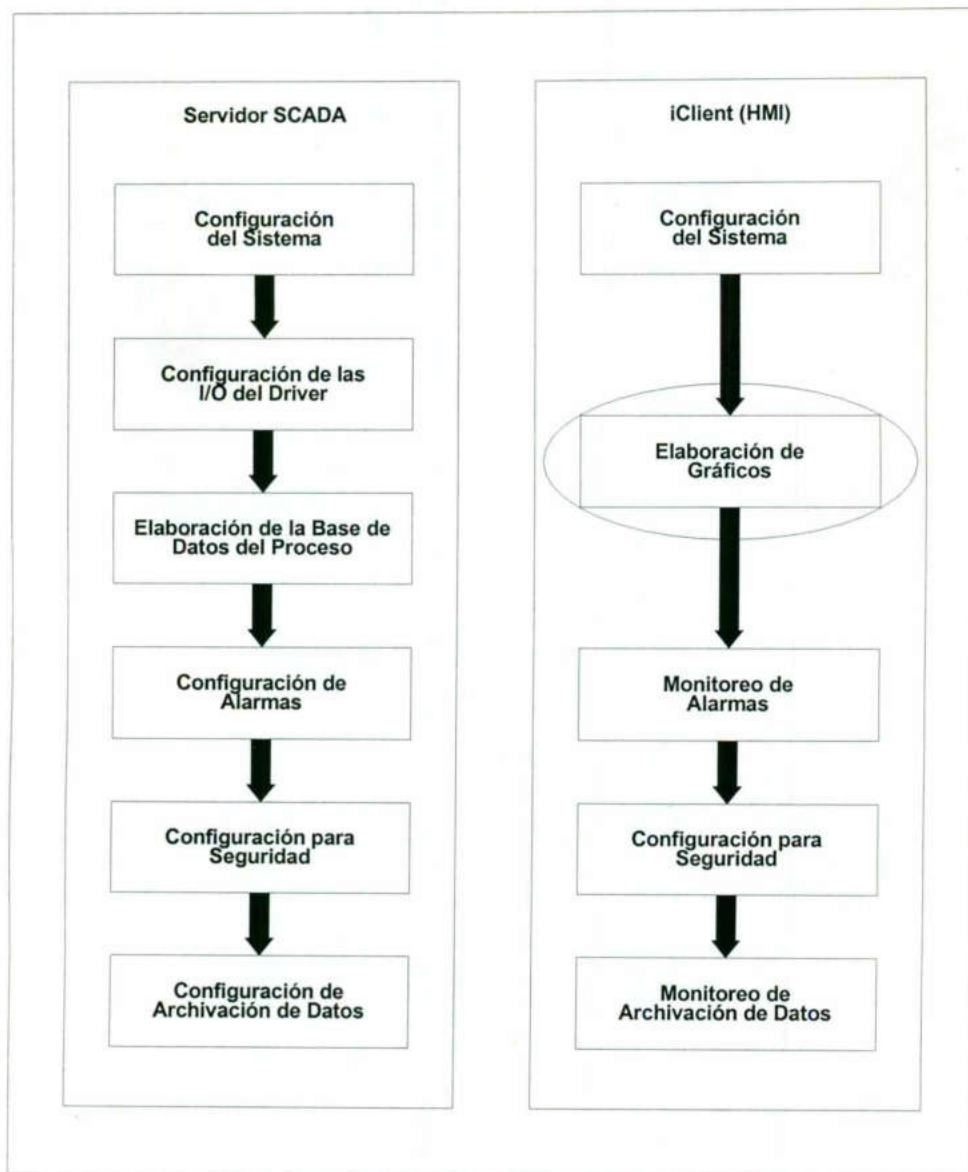 Servidor SCADA
Configuración
del Sistema
Configuración de las
I/O del Driver
Elaboración de la Base de
Datos del Proceso
Configuración de
Alarmas
Configuración para
Seguridad
Configuración de
Archivación de Datos
iClient (HMI)
Configuración
del Sistema
Elaboración de
Gráficos
Monitoreo de
Alarmas
Configuración para
Seguridad
Monitoreo de
Archivación de Datos